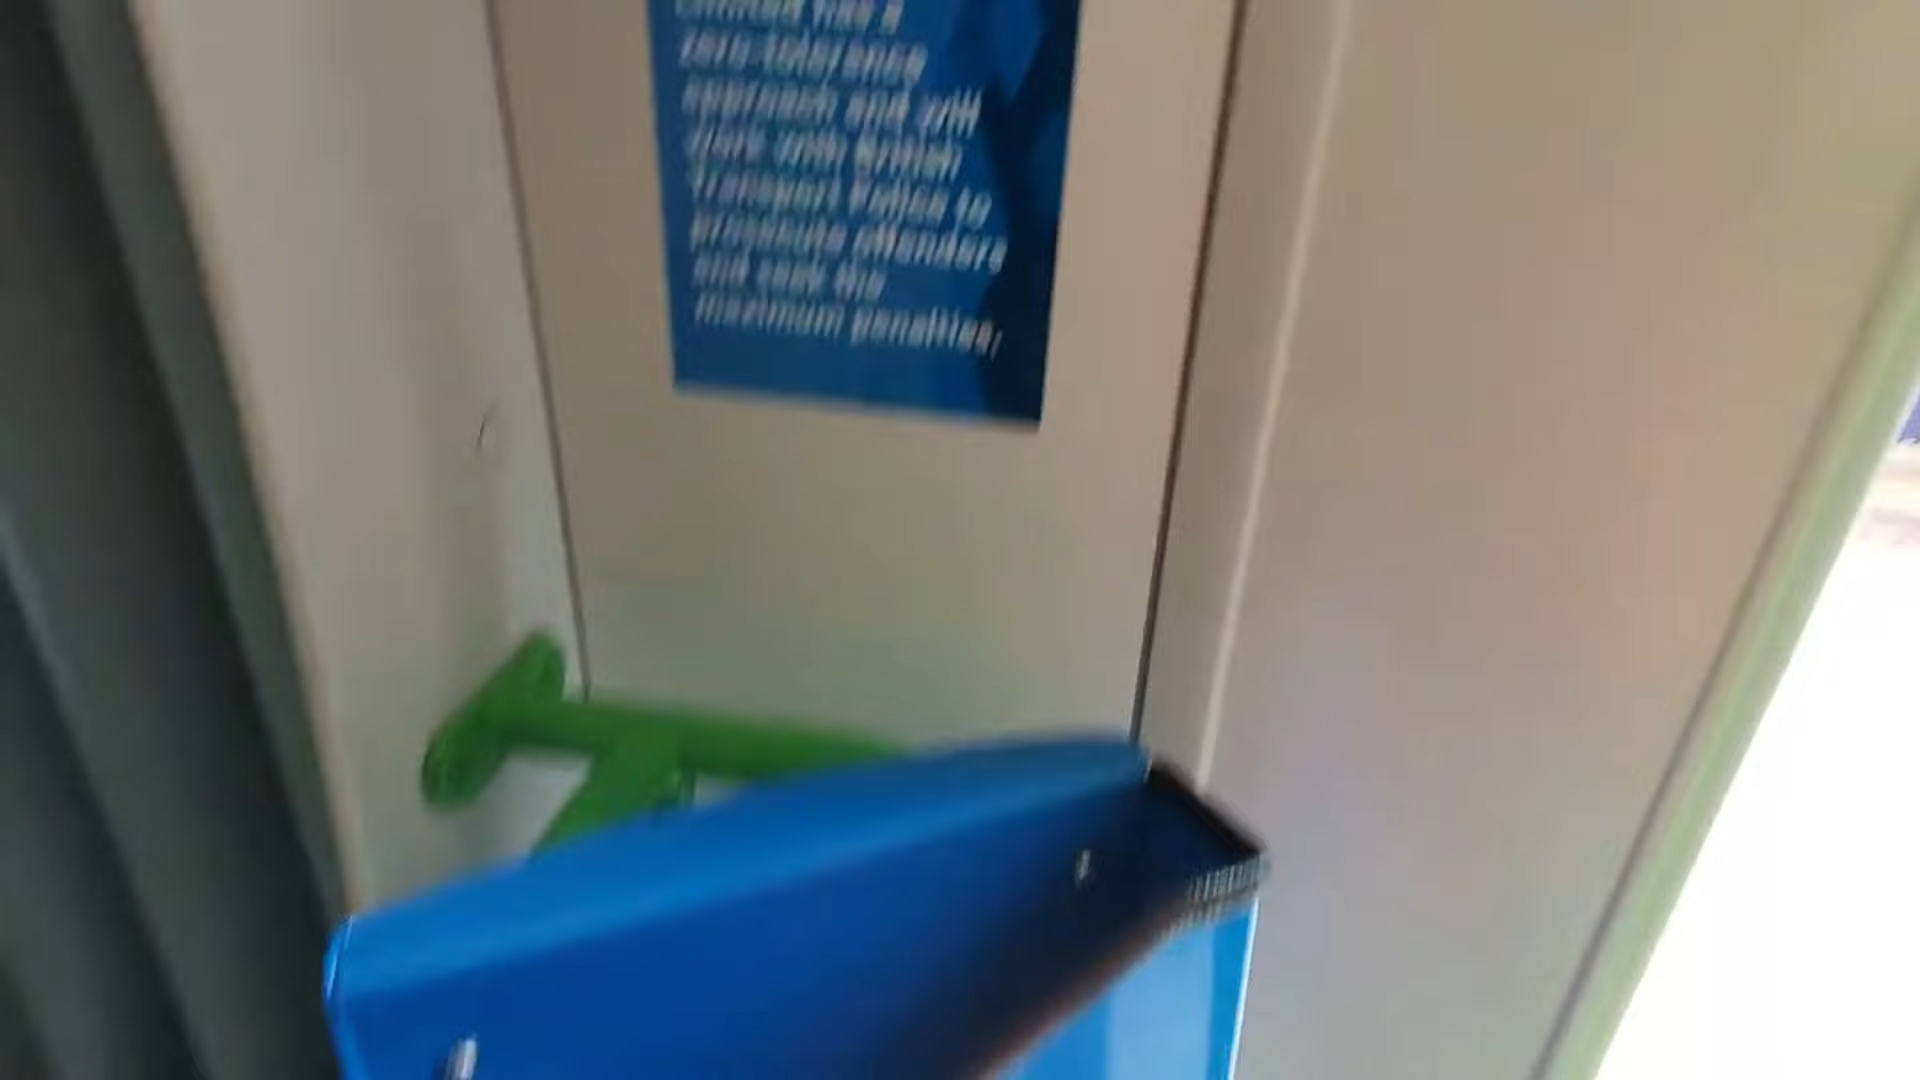 zero-tolerance
approach and will
work with British
Transport Police to
prosecute offenders
and seek the
maximum penalties,